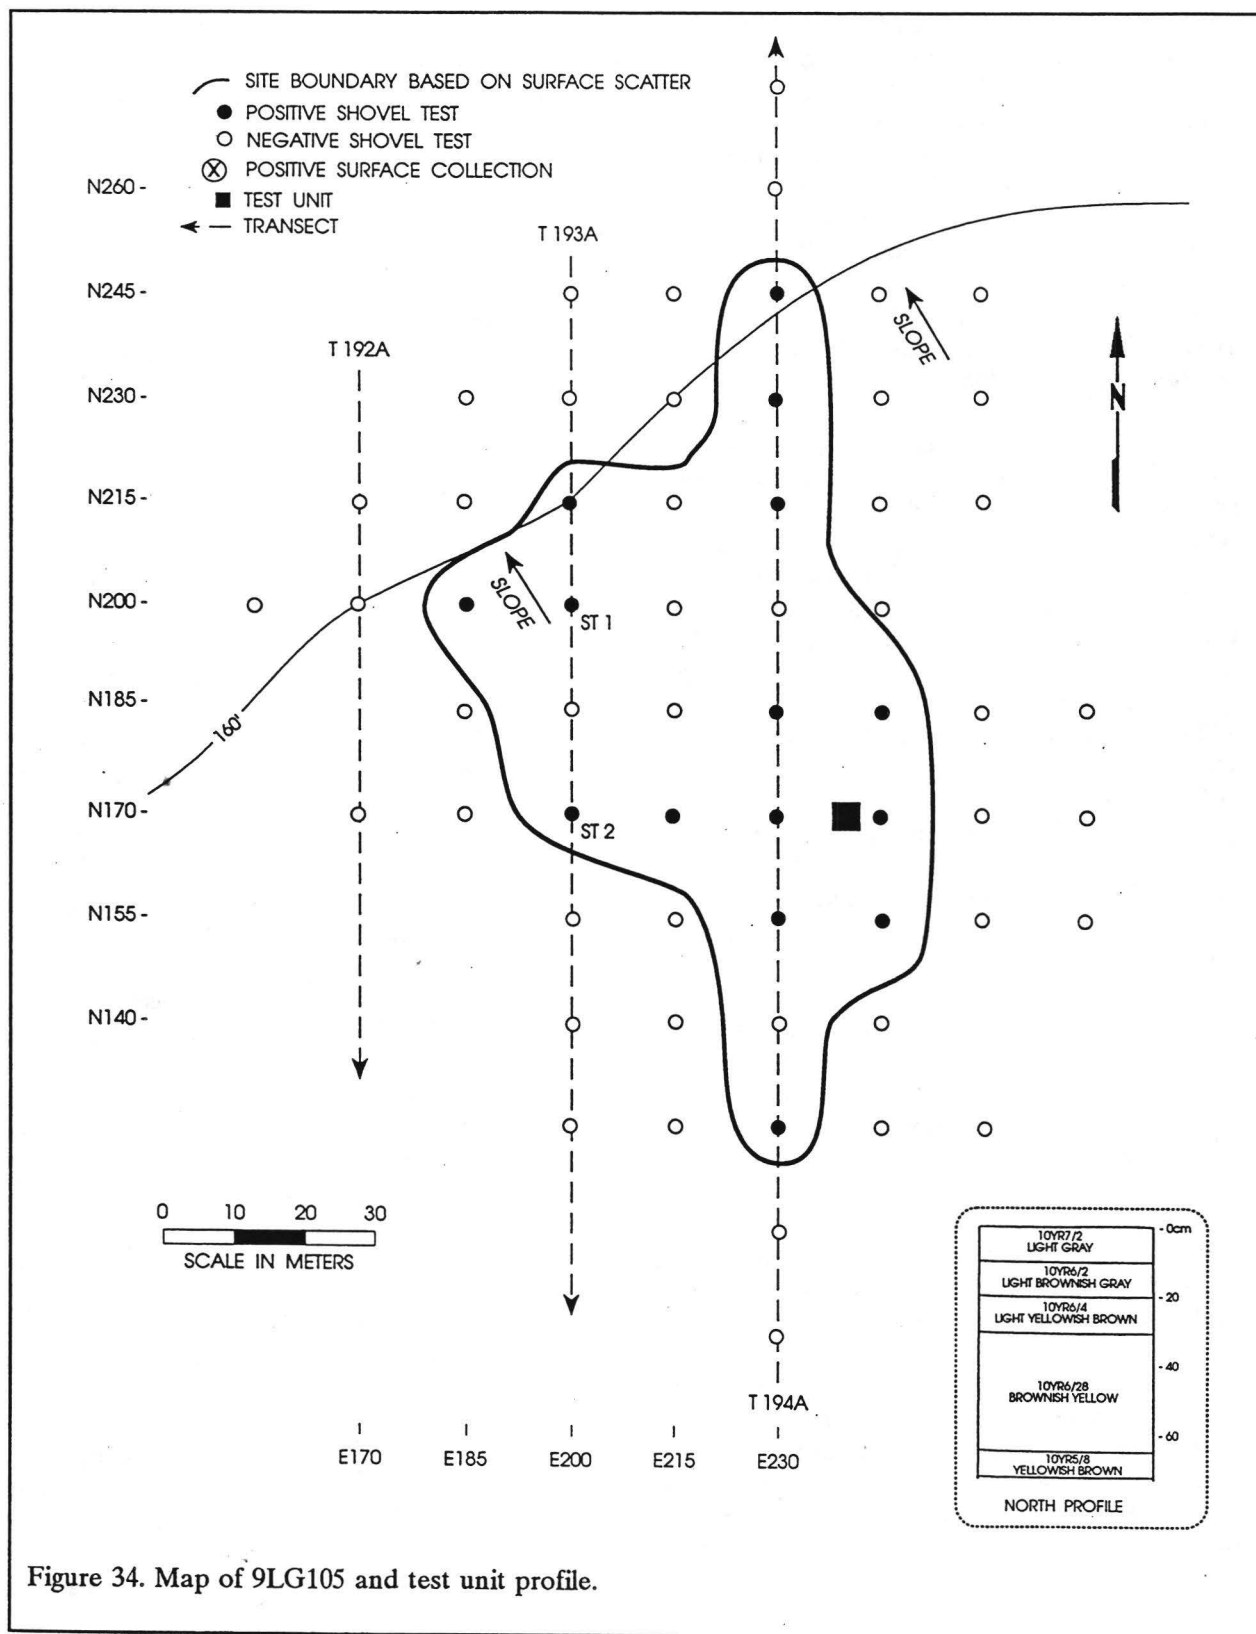 SITE BOUNDARY BASED ON SURFACE SCATTER
POSITIVE SHOVEL TEST
NEGATIVE SHOVEL TEST
POSITIVE SURFACE COLLECTION
TEST UNIT
TRANSECT
N260-
N245-
N230-
N215-
N200-
N185-
N170-
N155-
N140-
T 192A
T 193A
SLOPE
N
SLOPE
ST 1
160'
ST 2
0 10 20 30
SCALE IN METERS
T 194A
E170 E185 E200 E215 E230
10YR7/2
LIGHT GRAY
10YR6/2
LIGHT BROWNISH GRAY
10YR6/4
LIGHT YELLOWISH BROWN
10YR6/28
BROWNISH YELLOW
10YR5/8
YELLOWISH BROWN
- 0cm
- 20
- 40
- 60
NORTH PROFILE
Figure 34. Map of 9LG105 and test unit profile.